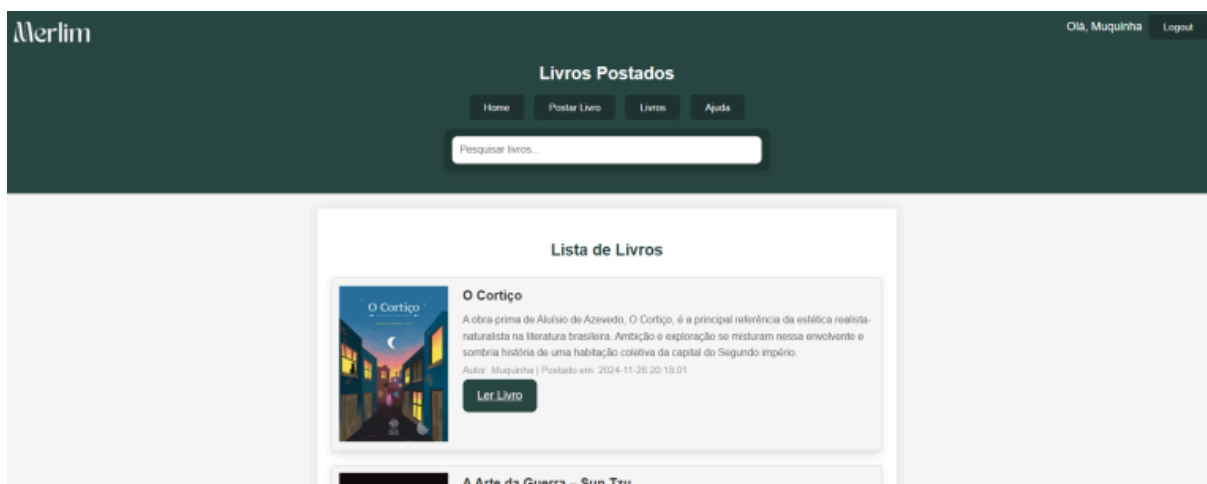 Merlim
Olá, Muquinha
Logout
Livros Postados
Home
Postar Livro
Livros
Ajuda
Pesquisar livros...
Lista de Livros
O Cortiço
O Cortiço
A obra-prima de Aluísio de Azevedo, O Cortiço, é a principal referência da estética realista-
naturalista na literatura brasileira. Ambição e exploração se misturam nessa envolvente e
sombria história de uma habitação coletiva da capital do Segundo império.
Autor: Muquinha | Postado em: 2024-11-26 20:18:01
Ler Livro
A Arte da Guerra – Sun Tzu